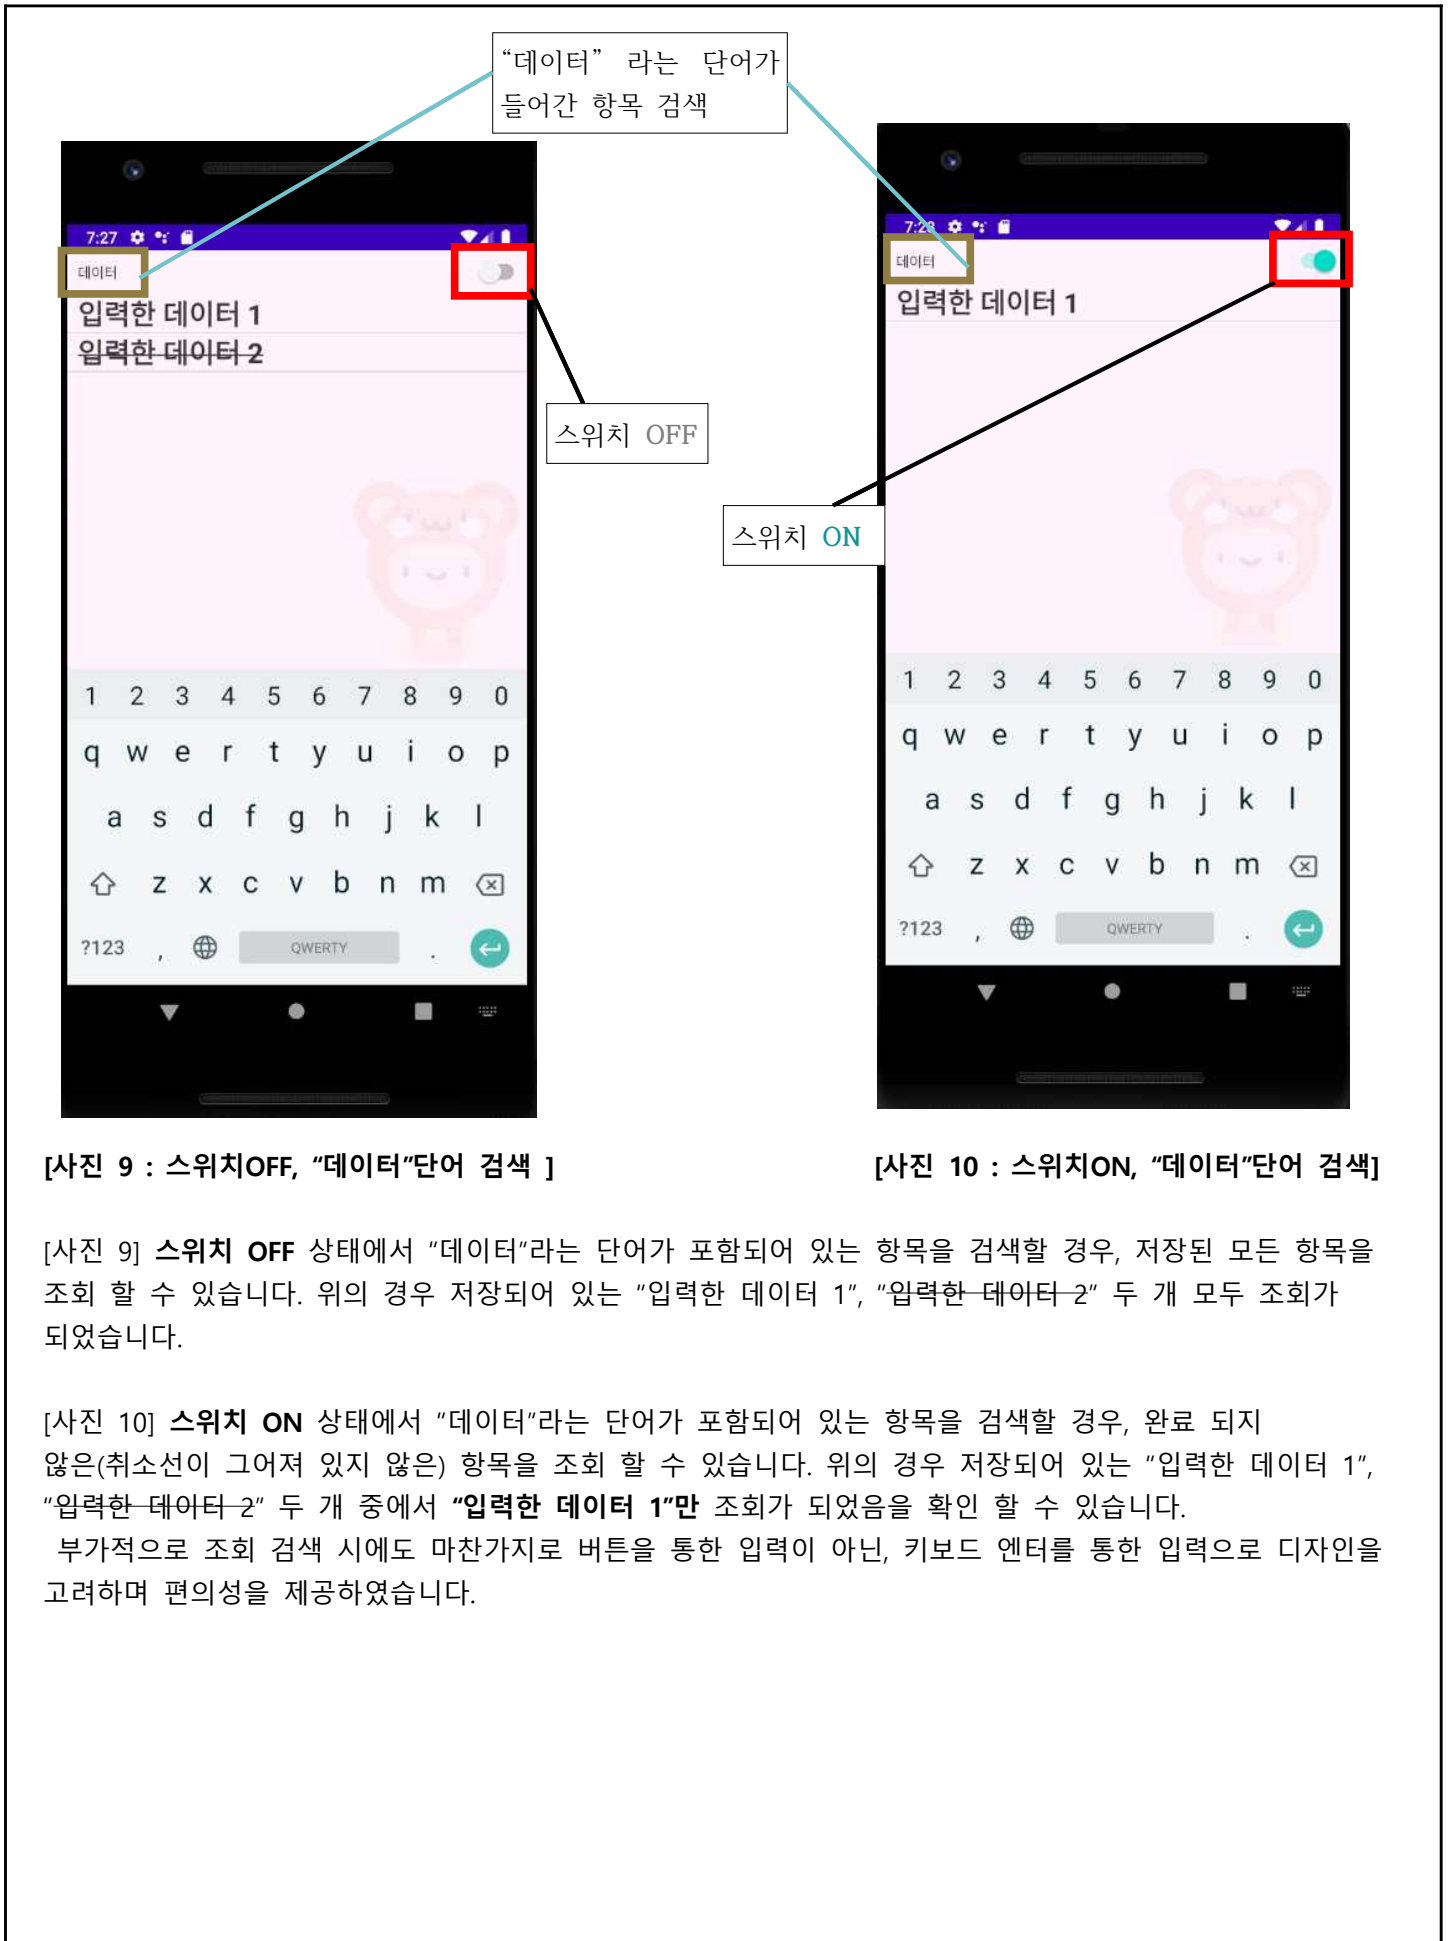 “데이터” 라는 단어가
들어간 항목 검색
7:27
데이터
입력한 데이터 1
입력한 데이터 2
스위치 OFF
1 2 3 4 5 6 7 8 9 0
q w e r t y u i o p
a s d f g h j k l
z x c v b n m
?123 , QWERTY .
7:28
데이터
입력한 데이터 1
스위치 ON
1 2 3 4 5 6 7 8 9 0
q w e r t y u i o p
a s d f g h j k l
z x c v b n m
?123 , QWERTY .
[사진 9 : 스위치OFF, “데이터”단어 검색 ]
[사진 10 : 스위치ON, “데이터”단어 검색]
[사진 9] 스위치 OFF 상태에서 “데이터”라는 단어가 포함되어 있는 항목을 검색할 경우, 저장된 모든 항목을
조회 할 수 있습니다. 위의 경우 저장되어 있는 “입력한 데이터 1”, “입력한 데이터 2” 두 개 모두 조회가
되었습니다.
[사진 10] 스위치 ON 상태에서 “데이터”라는 단어가 포함되어 있는 항목을 검색할 경우, 완료 되지
않은(취소선이 그어져 있지 않은) 항목을 조회 할 수 있습니다. 위의 경우 저장되어 있는 “입력한 데이터 1”,
“입력한 데이터 2” 두 개 중에서 “입력한 데이터 1”만 조회가 되었음을 확인 할 수 있습니다.
부가적으로 조회 검색 시에도 마찬가지로 버튼을 통한 입력이 아닌, 키보드 엔터를 통한 입력으로 디자인을
고려하며 편의성을 제공하였습니다.